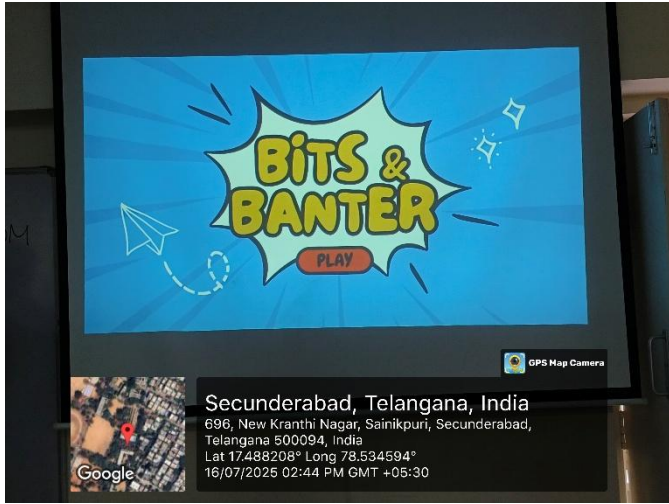 BiTS &
BANTER
PLAY
M
GPS Map Camera
Secunderabad, Telangana, India
696, New Kranthi Nagar, Sainikpuri, Secunderabad,
Telangana 500094, India
Lat 17.488208° Long 78.534594°
16/07/2025 02:44 PM GMT +05:30
Google